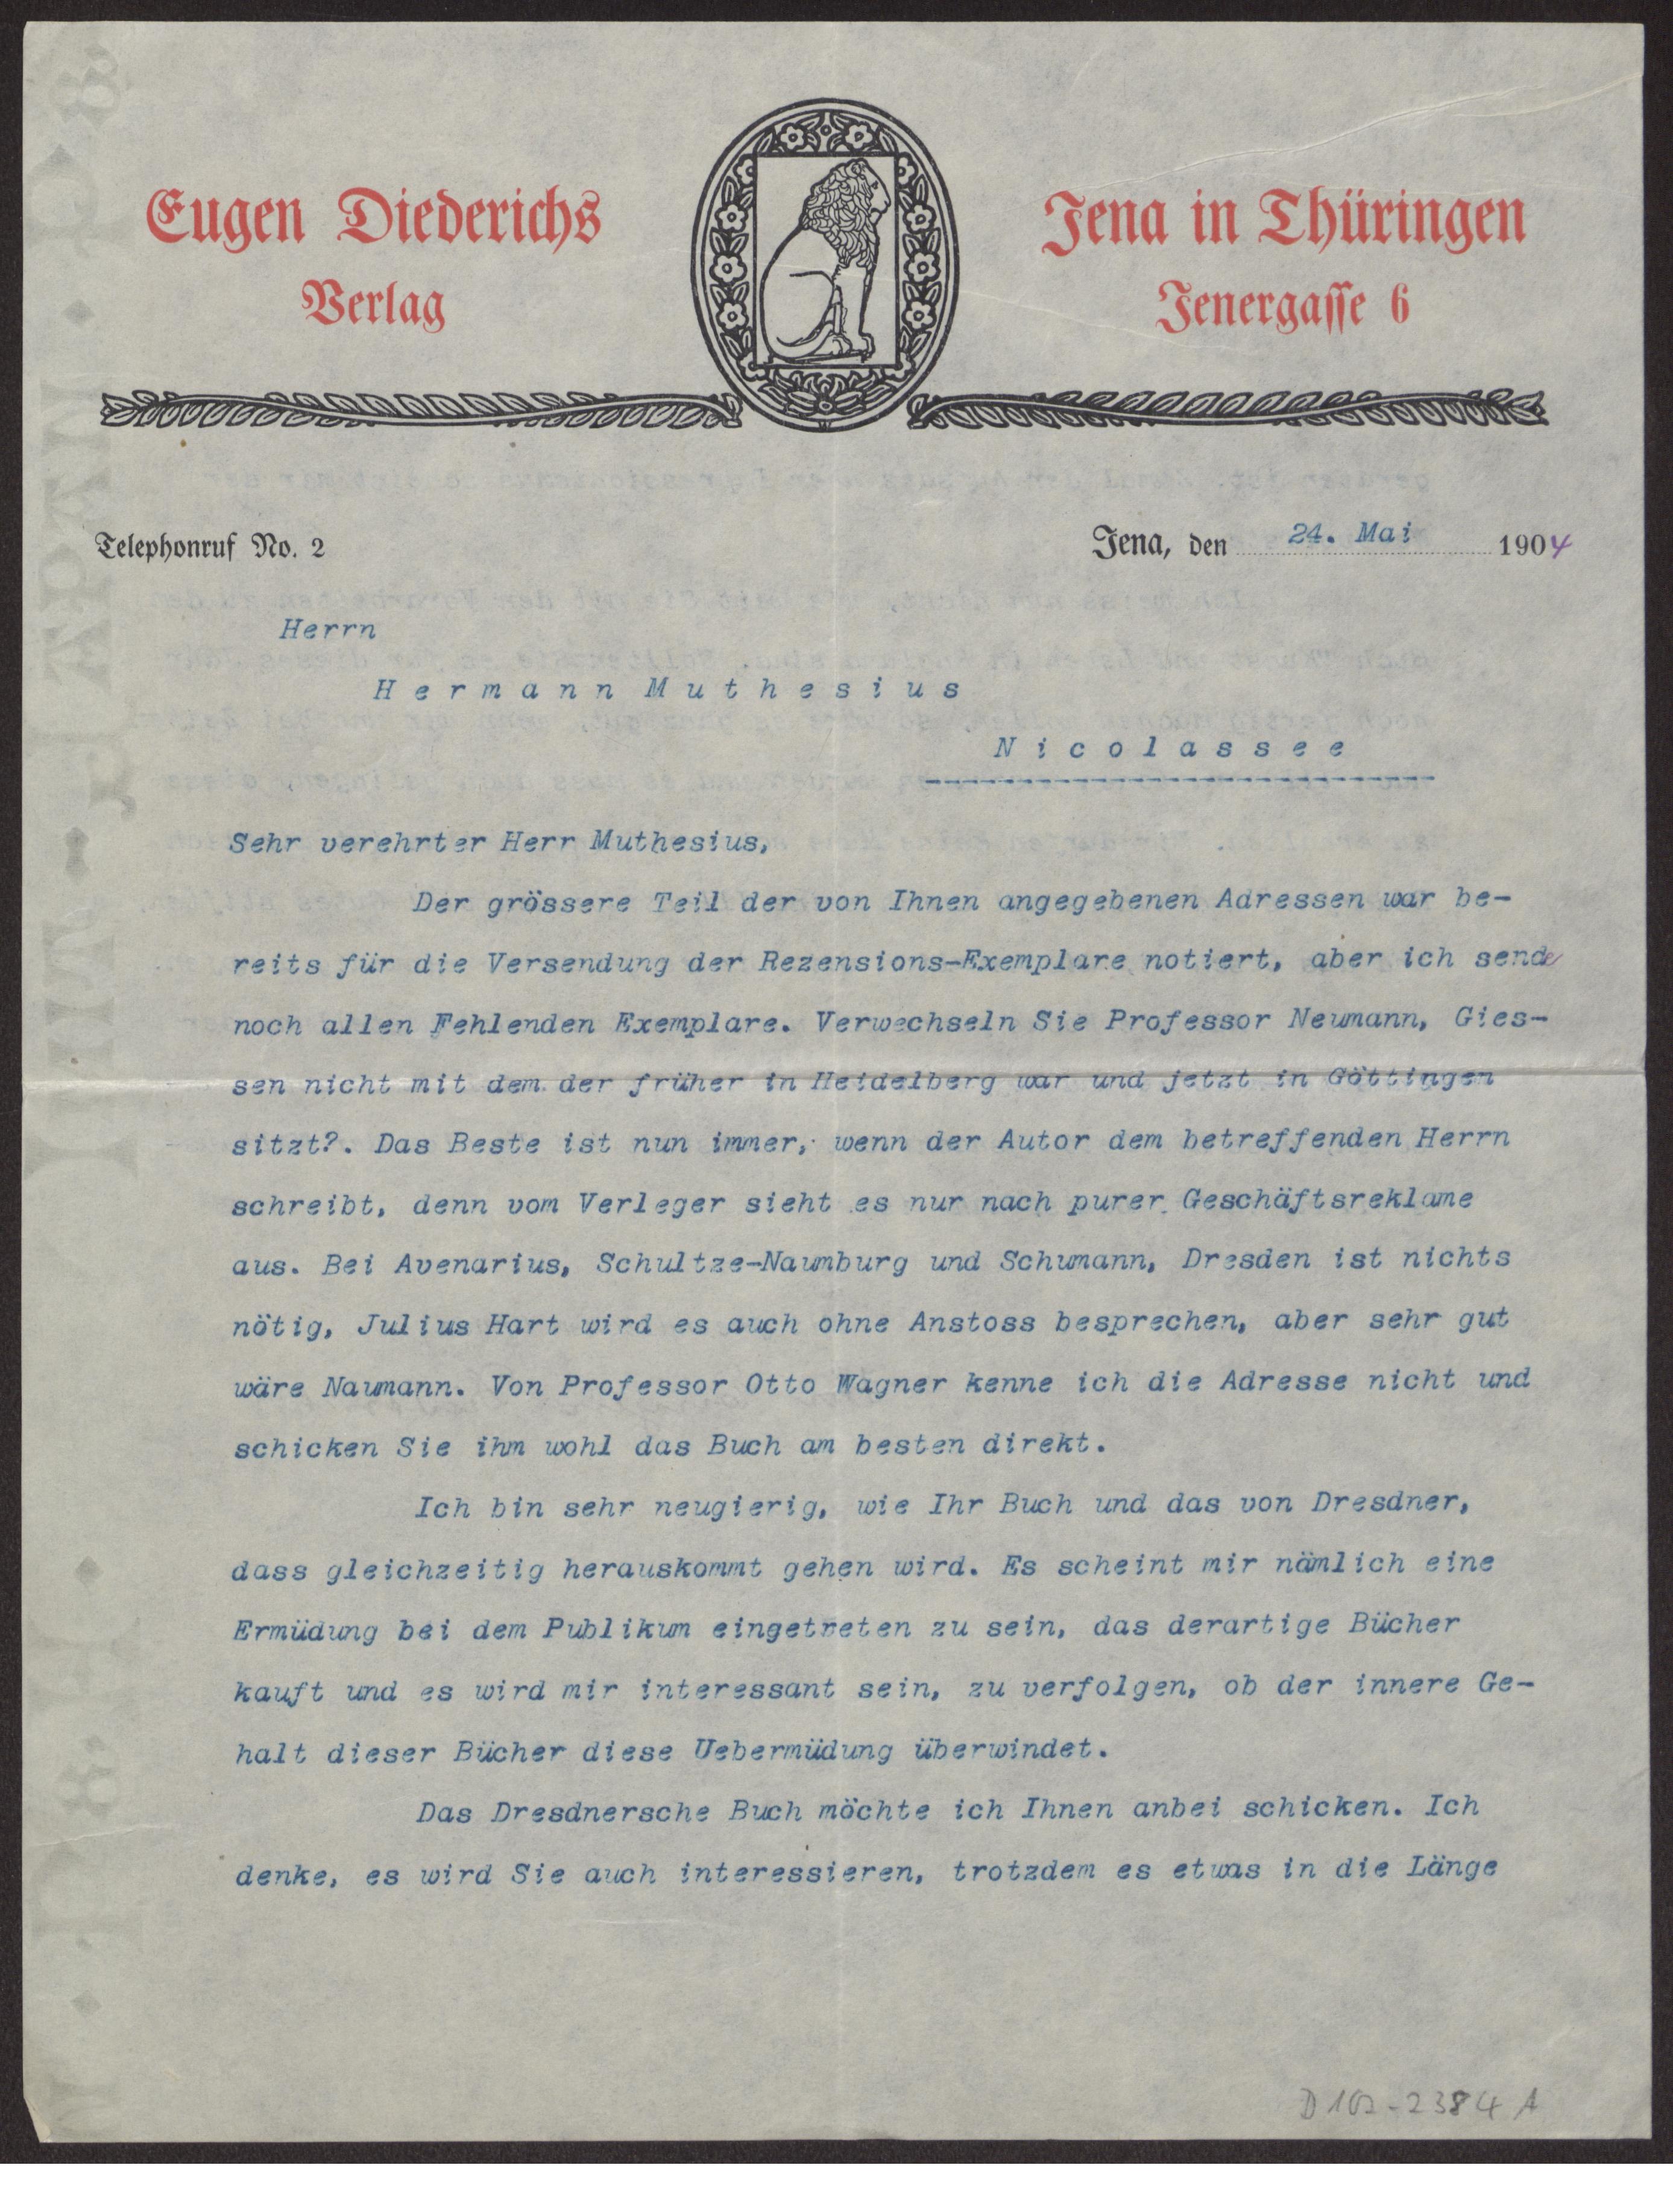 Eugen Diederichs
Verlag
Jena in Thüringen
Jenergasse 6
Telephonruf No. 2
Jena, den 24. Mai 1904
Herrn
Hermann Muthesius
Nicolassee
Sehr verehrter Herr Muthesius,
Der grössere Teil der von Ihnen angegebenen Adressen war be-
reits für die Versendung der Rezensions-Exemplare notiert, aber ich sende
noch allen Fehlenden Exemplare. Verwechseln Sie Professor Neumann, Gies-
sen nicht mit dem der früher in Heidelberg war und jetzt in Göttingen
sitzt?. Das Beste ist nun immer, wenn der Autor dem betreffenden Herrn
schreibt, denn vom Verleger sieht es nur nach purer Geschäftsreklame
aus. Bei Avenarius, Schultze-Naumburg und Schumann, Dresden ist nichts
nötig, Julius Hart wird es auch ohne Anstoss besprechen, aber sehr gut
wäre Naumann. Von Professor Otto Wagner kenne ich die Adresse nicht und
schicken Sie ihm wohl das Buch am besten direkt.
Ich bin sehr neugierig, wie Ihr Buch und das von Dresdner,
dass gleichzeitig herauskommt gehen wird. Es scheint mir nämlich eine
Ermüdung bei dem Publikum eingetreten zu sein, das derartige Bücher
kauft und es wird mir interessant sein, zu verfolgen, ob der innere Ge-
halt dieser Bücher diese Uebermüdung überwindet.
Das Dresdnersche Buch möchte ich Ihnen anbei schicken. Ich
denke, es wird Sie auch interessieren, trotzdem es etwas in die Länge
D 102-2384 A